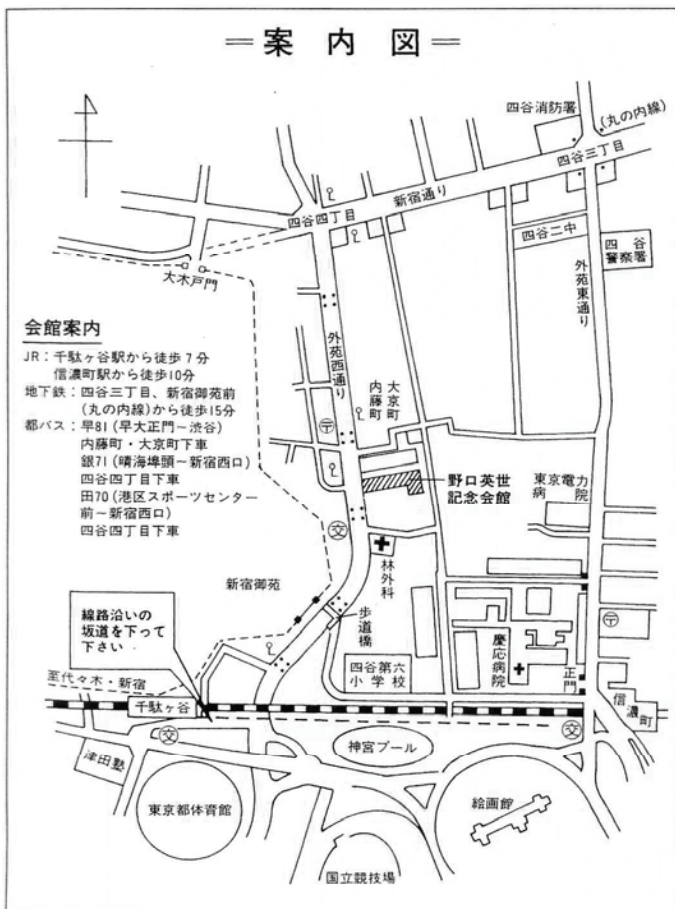 案内図
四谷消防署
(丸の内線)
四谷三丁目
新宿通り
四谷四丁目
四谷二中
四谷
警察署
外苑東通り
大木戸門
会館案内
JR：千駄ヶ谷駅から徒歩7分
信濃町駅から徒歩10分
地下鉄：四谷三丁目、新宿御苑前
(丸の内線)から徒歩15分
都バス：早81(早大正門〜渋谷)
内藤町・大京町下車
銀71(晴海埠頭〜新宿西口)
四谷四丁目下車
田70(港区スポーツセンター
前〜新宿西口)
四谷四丁目下車
外苑西通り
大京町
内藤町
野口英世
記念会館
東京電力
病院
交
林外科
新宿御苑
歩道橋
線路沿いの
坂道を下って
下さい
四谷第六
小学校
慶応病院
正門
信濃町
至代々木・新宿
千駄ヶ谷
交
交
神宮プール
津田塾
東京都体育館
絵画館
国立競技場